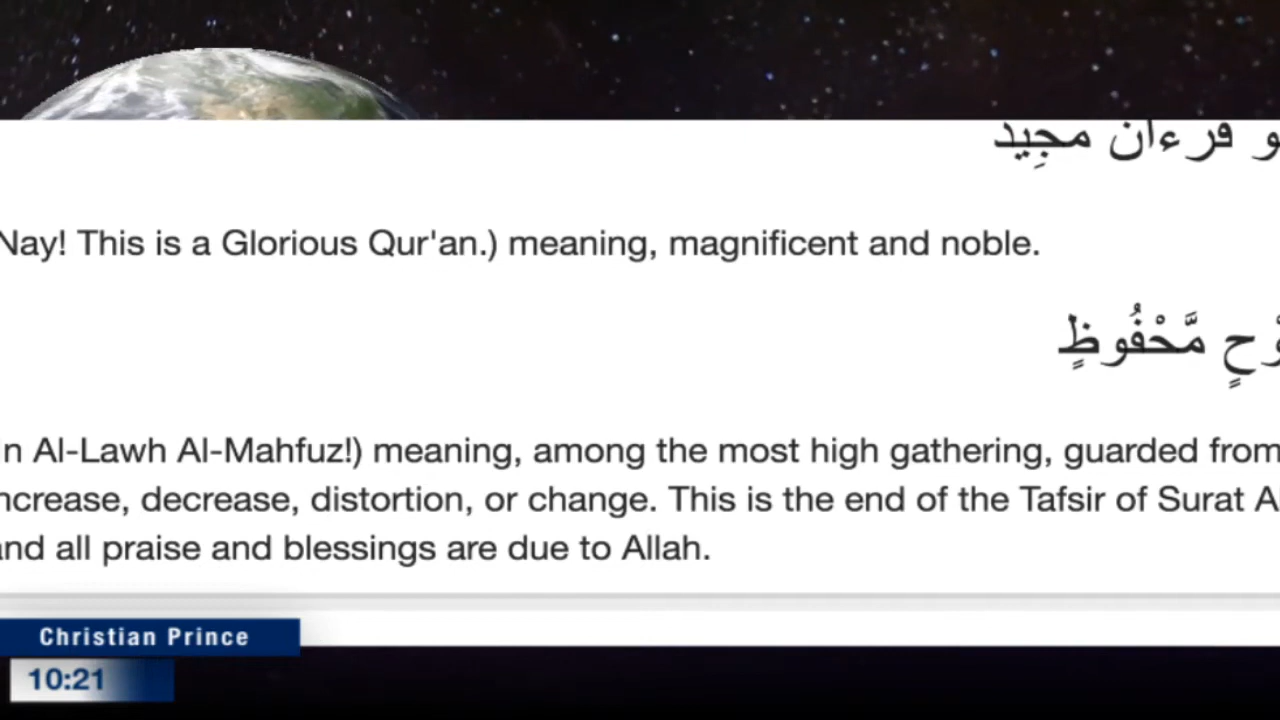 و قرءان مجِيد
Nay! This is a Glorious Qur'an.) meaning, magnificent and noble.
وْحٍ مَّحْفُوظٍ
n Al-Lawh Al-Mahfuz!) meaning, among the most high gathering, guarded from
ncrease, decrease, distortion, or change. This is the end of the Tafsir of Surat A
and all praise and blessings are due to Allah.
Christian Prince
10:21